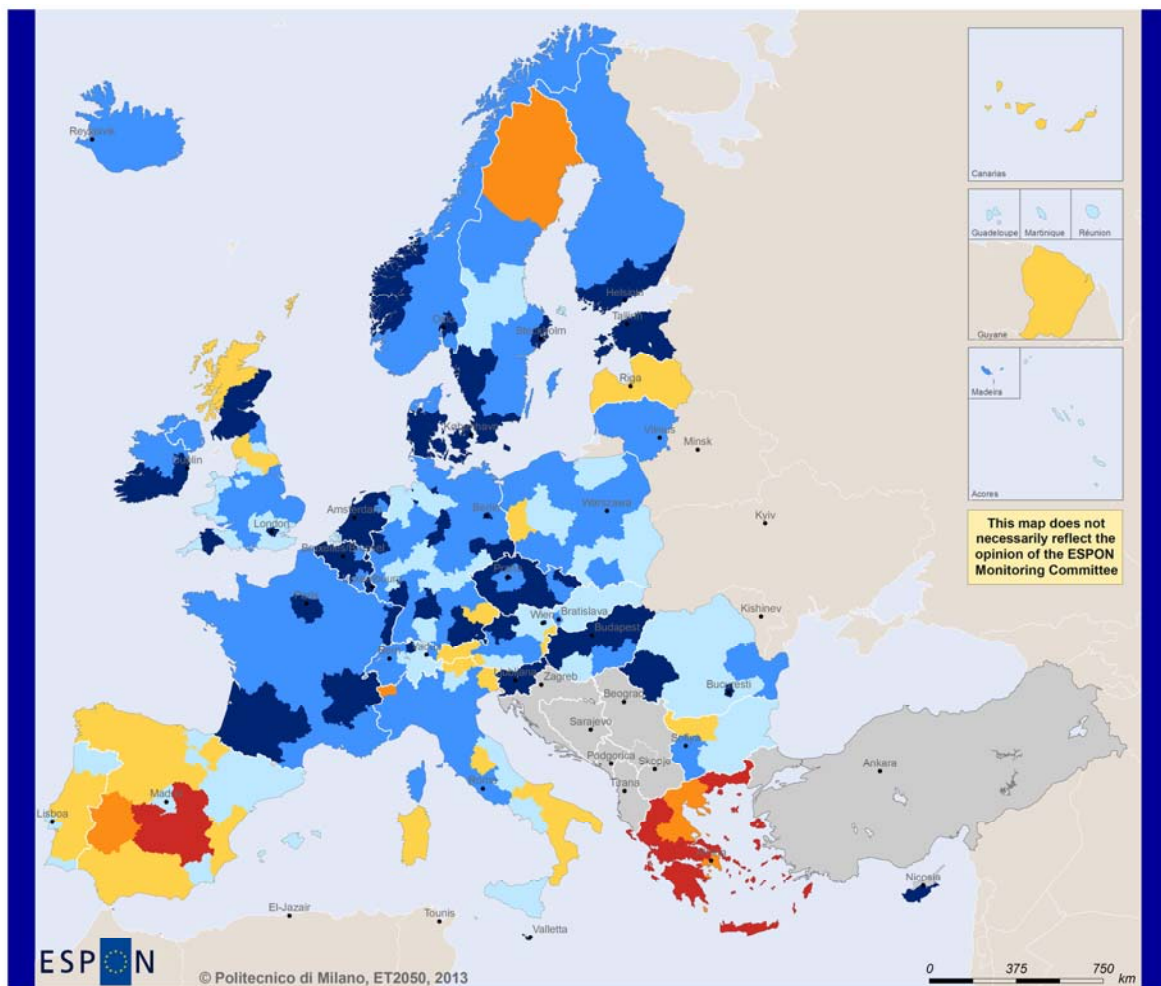 Reykjavik
Canarias
Guadeloupe
Martinique
Réunion
Guyane
Madeira
Acores
Helsinki
Tallinn
Oslo
Stockholm
Riga
København
Vilnius
Minsk
Dublin
Amsterdam
Berlin
Warszawa
London
Kyiv
This map does not
necessarily reflect the
opinion of the ESPON
Monitoring Committee
Praha
Paris
Kishinev
Wien
Bratislava
Budapest
Ljubljana
Zagreb
Bucuresti
Beograd
Sarajevo
Podgorica
Skopje
Sofia
Tirana
Roma
Ankara
Madrid
Lisboa
Nicosia
El-Jazair
Tounis
Valletta
ESPON
© Politecnico di Milano, ET2050, 2013
0 375 750
km